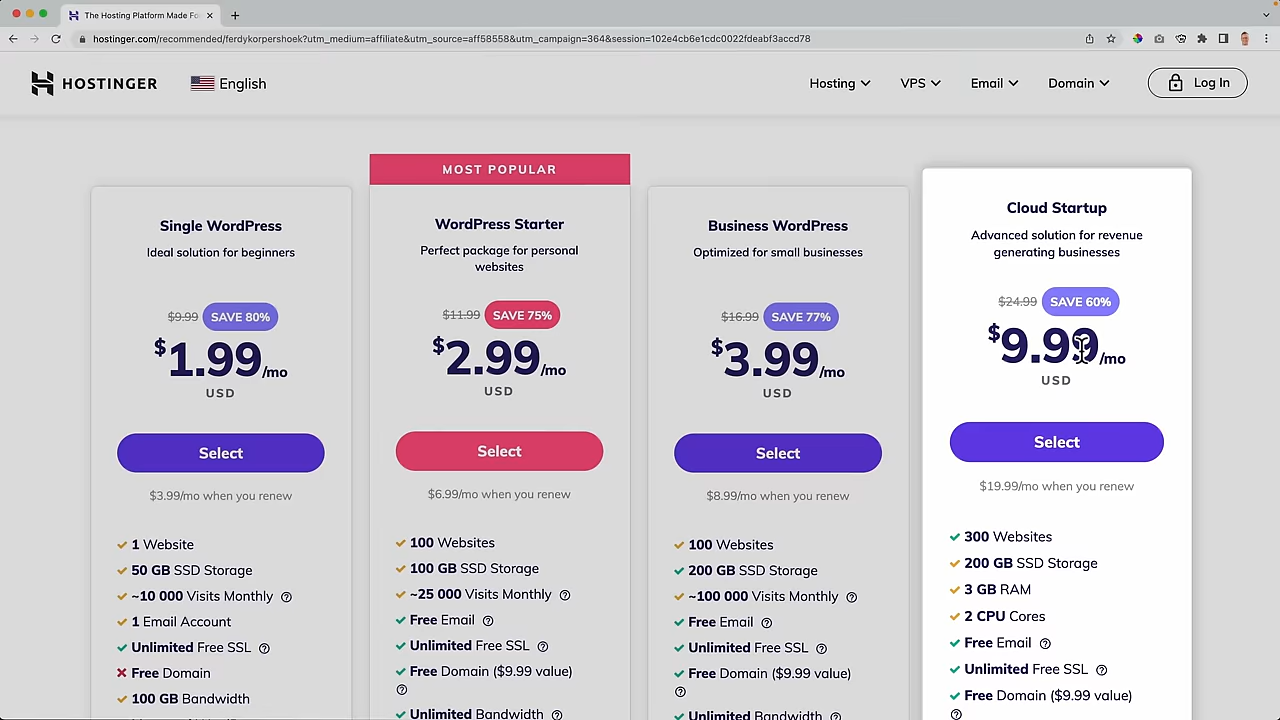 The Hosting Platform Made Fo
hostinger.com/recommended/ferdykorpershoek?utm_medium=affiliate&utm_source=aff58558&utm_campaign=364&session=102e4cb6e1cdc0022fdeabf3accd78
HOSTINGER
English
Hosting
VPS
Email
Domain
Log In
Single WordPress
Ideal solution for beginners
$9.99 SAVE 80%
$1.99/mo
USD
Select
$3.99/mo when you renew
1 Website
50 GB SSD Storage
~10 000 Visits Monthly
1 Email Account
Unlimited Free SSL
Free Domain
100 GB Bandwidth
MOST POPULAR
WordPress Starter
Perfect package for personal
websites
$11.99 SAVE 75%
$2.99/mo
USD
Select
$6.99/mo when you renew
100 Websites
100 GB SSD Storage
~25 000 Visits Monthly
Free Email
Unlimited Free SSL
Free Domain ($9.99 value)
Unlimited Bandwidth
Business WordPress
Optimized for small businesses
$16.99 SAVE 77%
$3.99/mo
USD
Select
$8.99/mo when you renew
100 Websites
200 GB SSD Storage
~100 000 Visits Monthly
Free Email
Unlimited Free SSL
Free Domain ($9.99 value)
Unlimited Bandwidth
Cloud Startup
Advanced solution for revenue
generating businesses
$24.99 SAVE 60%
$9.99/mo
USD
Select
$19.99/mo when you renew
300 Websites
200 GB SSD Storage
3 GB RAM
2 CPU Cores
Free Email
Unlimited Free SSL
Free Domain ($9.99 value)